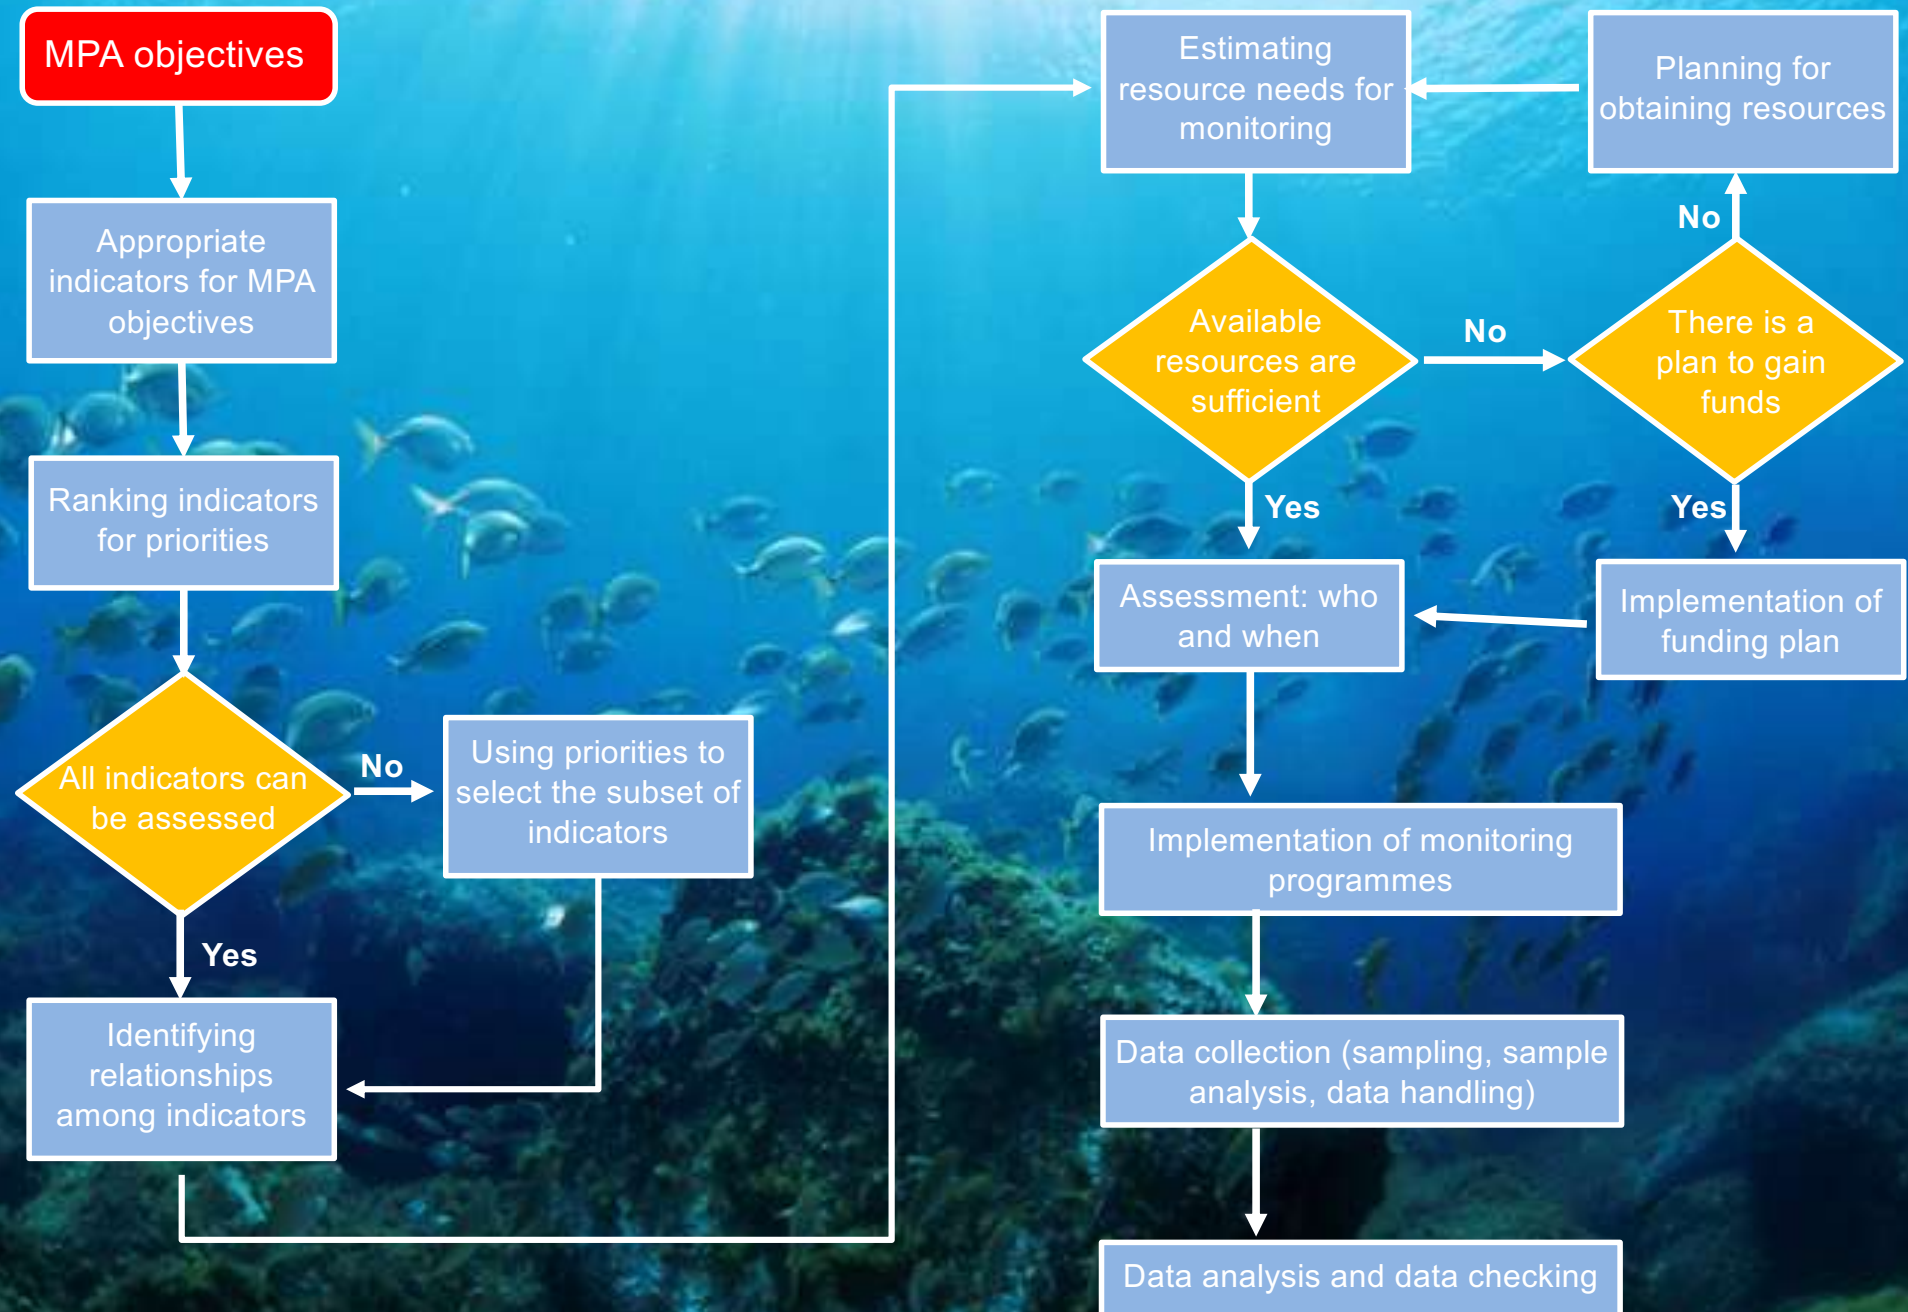 MPA objectives
Appropriate
indicators for MPA
objectives
Ranking indicators
for priorities
All indicators can
be assessed
No
Using priorities to
select the subset of
indicators
Yes
Identifying
relationships
among indicators
Estimating
resource needs for
monitoring
Planning for
obtaining resources
No
Available
resources are
sufficient
No
There is a
plan to gain
funds
Yes
Yes
Assessment: who
and when
Implementation of
funding plan
Implementation of monitoring
programmes
Data collection (sampling, sample
analysis, data handling)
Data analysis and data checking